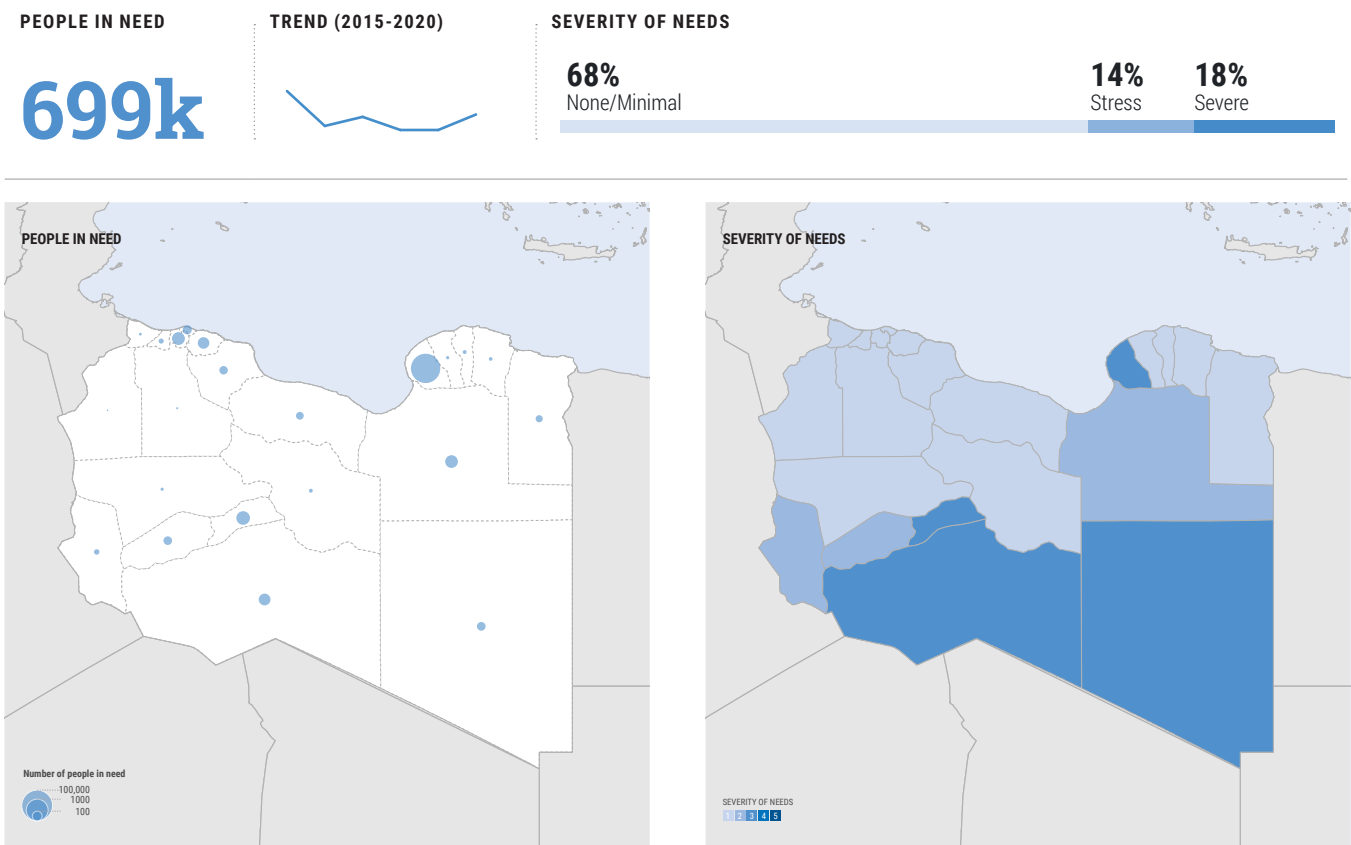 PEOPLE IN NEED
699k
TREND (2015-2020)
SEVERITY OF NEEDS
68%
None/Minimal
14%
Stress
18%
Severe
PEOPLE IN NEED
Number of people in need
100,000
1000
100
SEVERITY OF NEEDS
SEVERITY OF NEEDS
1 2 3 4 5